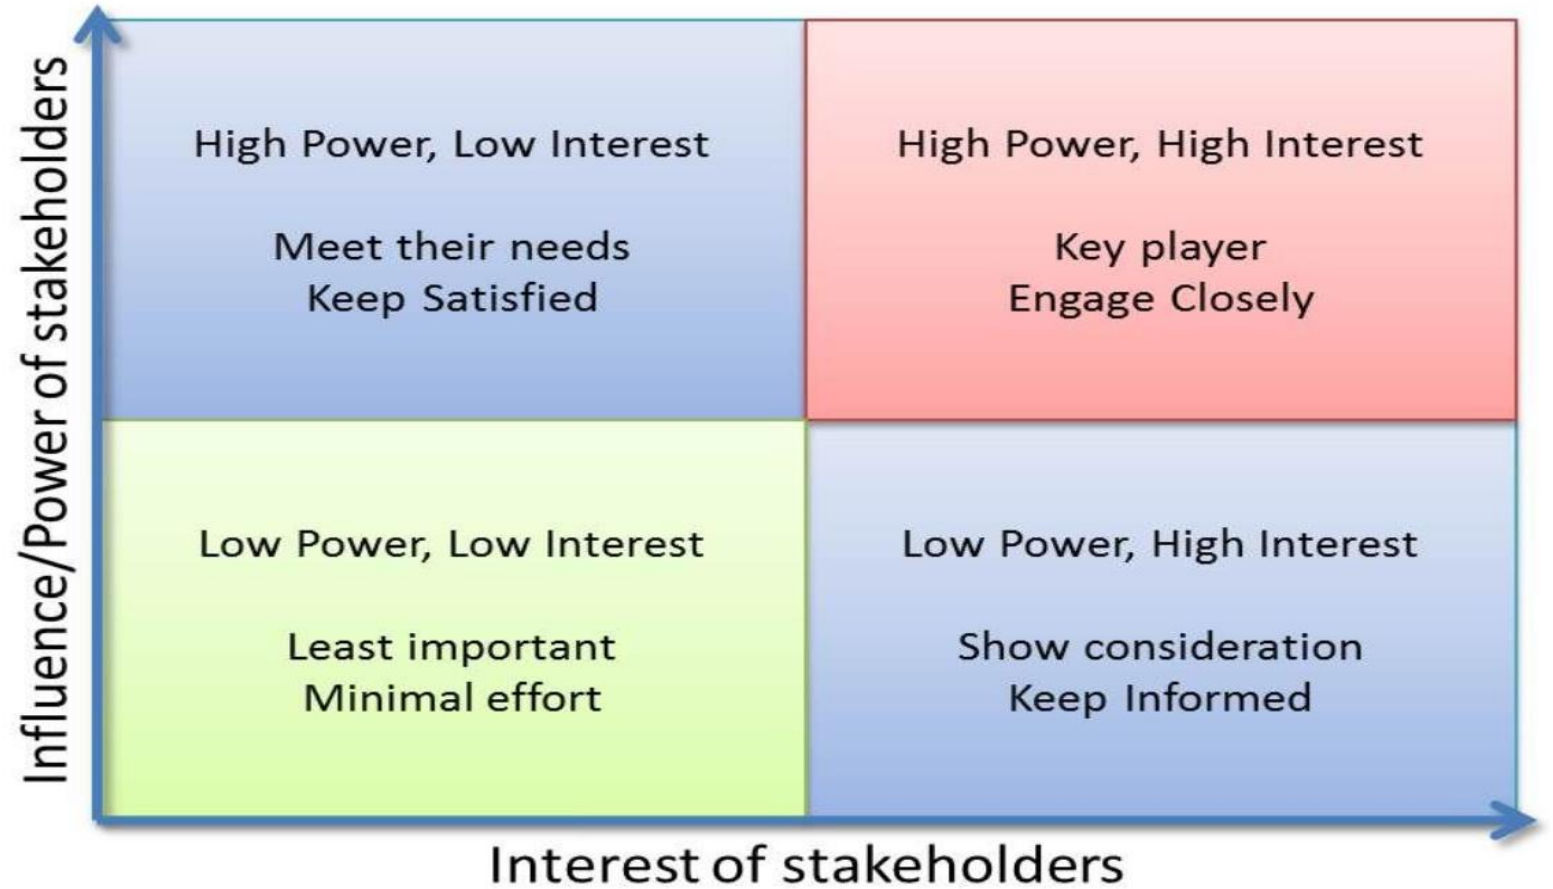 Influence/Power of stakeholders
High Power, Low Interest
Meet their needs
Keep Satisfied
High Power, High Interest
Key player
Engage Closely
Low Power, Low Interest
Least important
Minimal effort
Low Power, High Interest
Show consideration
Keep Informed
Interest of stakeholders